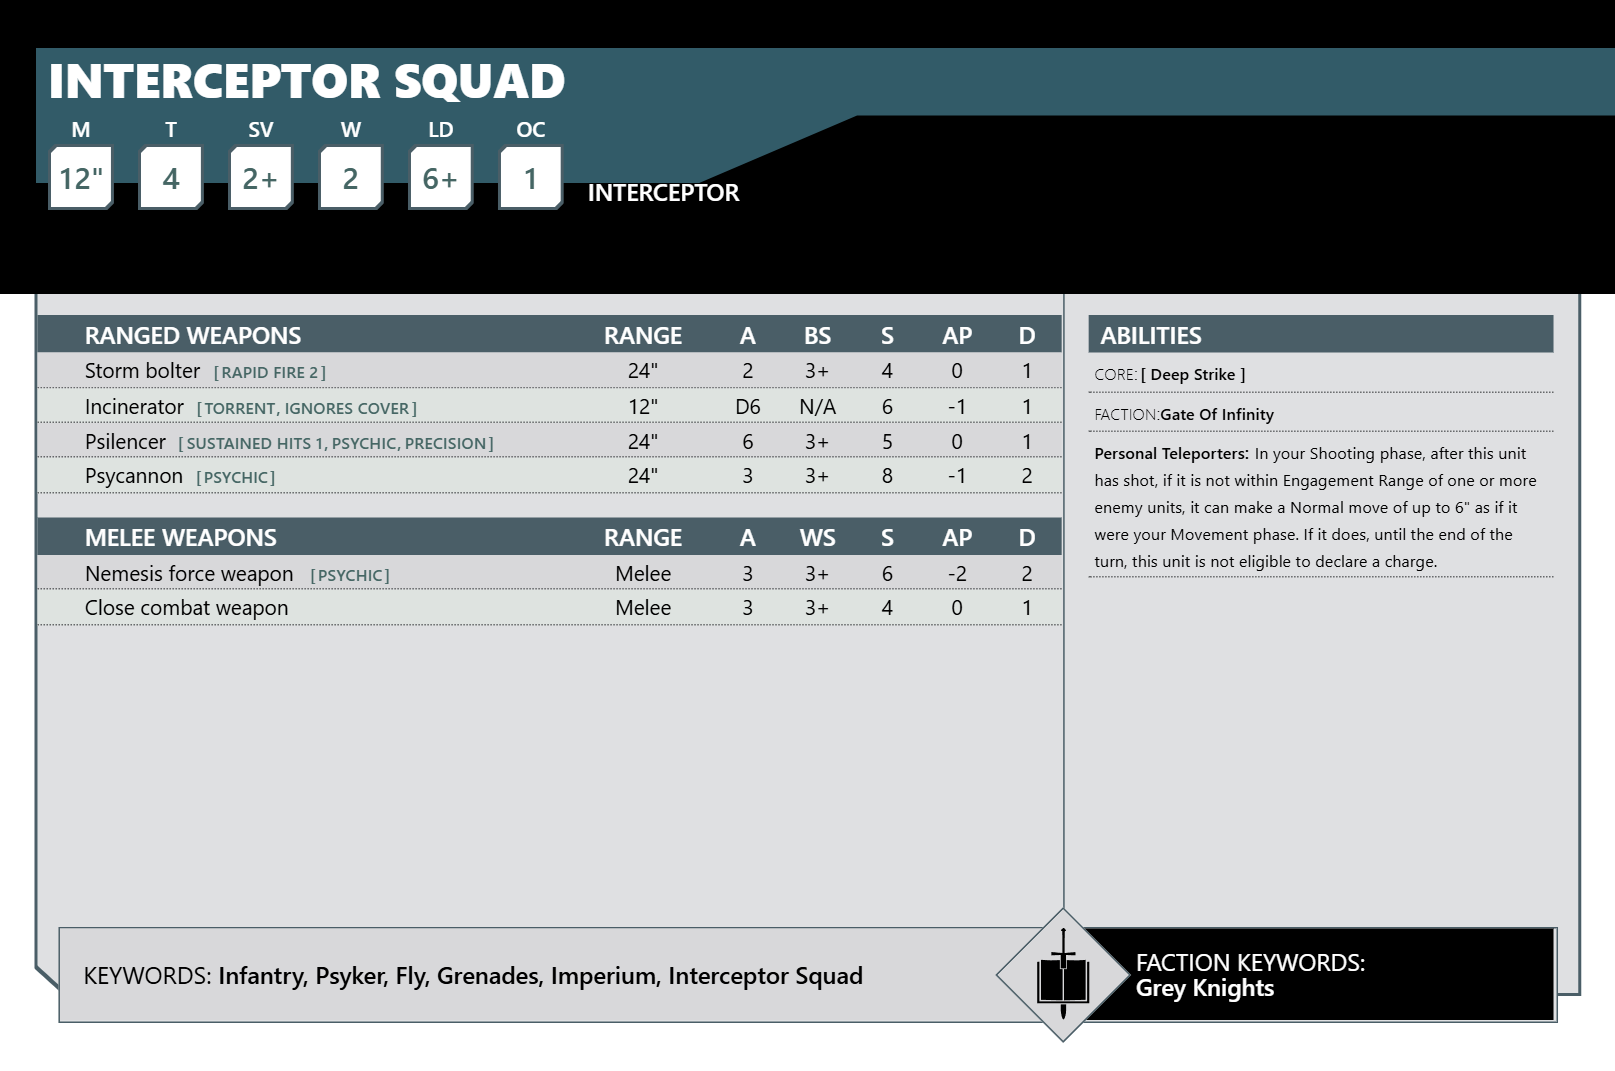 INTERCEPTOR SQUAD
M T SV W LD OC
12" 4 2+ 2 6+ 1
INTERCEPTOR
RANGED WEAPONS RANGE A BS S AP D
Storm bolter [RAPID FIRE 2] 24" 2 3+ 4 0 1
Incinerator [TORRENT, IGNORES COVER] 12" D6 N/A 6 -1 1
Psilencer [SUSTAINED HITS 1, PSYCHIC, PRECISION] 24" 6 3+ 5 0 1
Psycannon [PSYCHIC] 24" 3 3+ 8 -1 2
MELEE WEAPONS RANGE A WS S AP D
Nemesis force weapon [PSYCHIC] Melee 3 3+ 6 -2 2
Close combat weapon Melee 3 3+ 4 0 1
ABILITIES
CORE: [ Deep Strike ]
FACTION:Gate Of Infinity
Personal Teleporters: In your Shooting phase, after this unit
has shot, if it is not within Engagement Range of one or more
enemy units, it can make a Normal move of up to 6" as if it
were your Movement phase. If it does, until the end of the
turn, this unit is not eligible to declare a charge.
KEYWORDS: Infantry, Psyker, Fly, Grenades, Imperium, Interceptor Squad
FACTION KEYWORDS:
Grey Knights